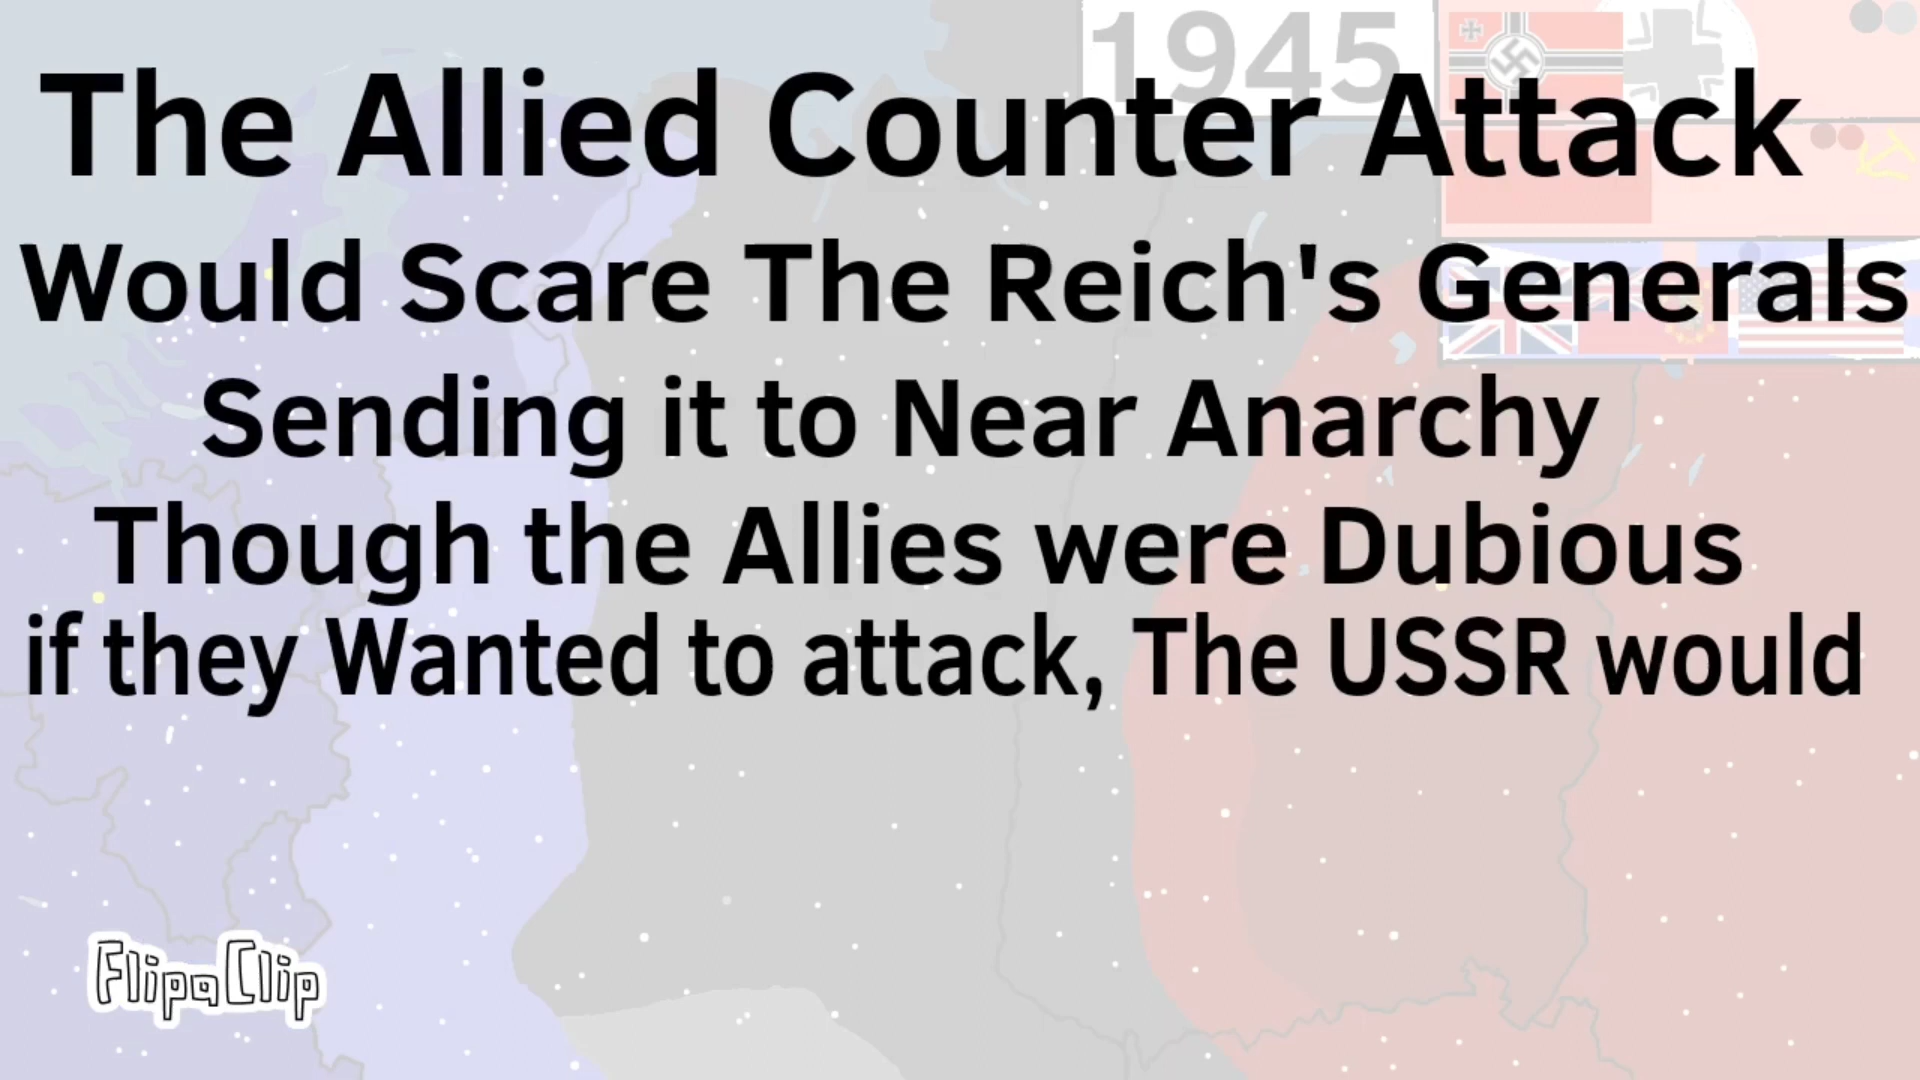 1945
The Allied Counter Attack
Would Scare The Reich's Generals
Sending it to Near Anarchy
Though the Allies were Dubious
if they Wanted to attack, The USSR would
FlipaClip